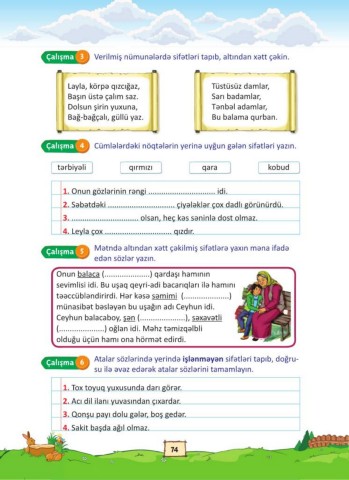 Çalışma 3 Verilmiş nümunələrdə sifətləri tapıb, altından xətt çəkin.
Layla, körpə qızcığaz,
Başın üstə çalım saz.
Dolsun şirin yuxuna,
Bağ-bağçalı, güllü yaz.
Tüstüsüz damlar,
Sarı badamlar,
Tənbəl adamlar,
Bu balama qurban.
Çalışma 4 Cümlələrdəki nöqtələrin yerinə uyğun gələn sifətləri yazın.
tərbiyəli qırmızı qara kobud
1. Onun gözlərinin rəngi .............................. idi.
2. Səbətdəki .............................. çiyələklər çox dadlı görünürdü.
3. .............................. olsan, heç kəs səninlə dost olmaz.
4. Leyla çox .............................. qızdır.
Çalışma 5 Mətndə altından xətt çəkilmiş sifətlərə yaxın məna ifadə
edən sözlər yazın.
Onun balaca (.....................) qardaşı hamının
sevimlisi idi. Bu uşaq qeyri-adi bacarıqları ilə hamını
təəccübləndirirdi. Hər kəsə səmimi (.....................)
münasibət bəsləyən bu uşağın adı Ceyhun idi.
Ceyhun balacaboy, şən (.....................), səxavətli
(.....................) oğlan idi. Məhz təmizqəlbli
olduğu üçün hamı ona hörmət edirdi.
Çalışma 6 Atalar sözlərində yerində işlənməyən sifətləri tapıb, doğru-
su ilə əvəz edərək atalar sözlərini tamamlayın.
1. Tox toyuq yuxusunda darı görər.
2. Acı dil ilanı yuvasından çıxardar.
3. Qonşu payı dolu gələr, boş gedər.
4. Sakit başda ağıl olmaz.
74